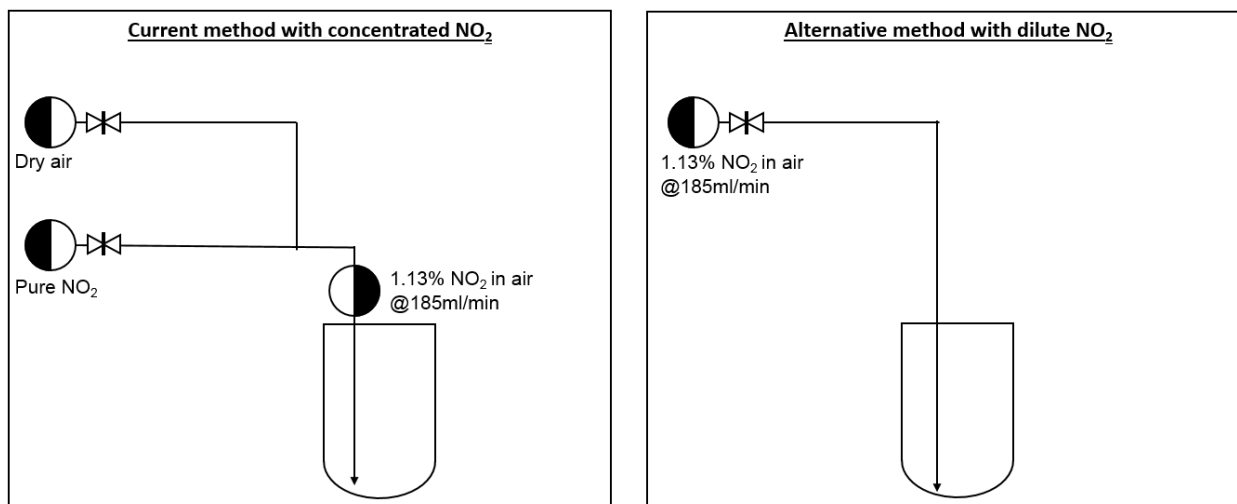 Current method with concentrated NO₂
Dry air
Pure NO₂
1.13% NO₂ in air
@185ml/min
Alternative method with dilute NO₂
1.13% NO₂ in air
@185ml/min